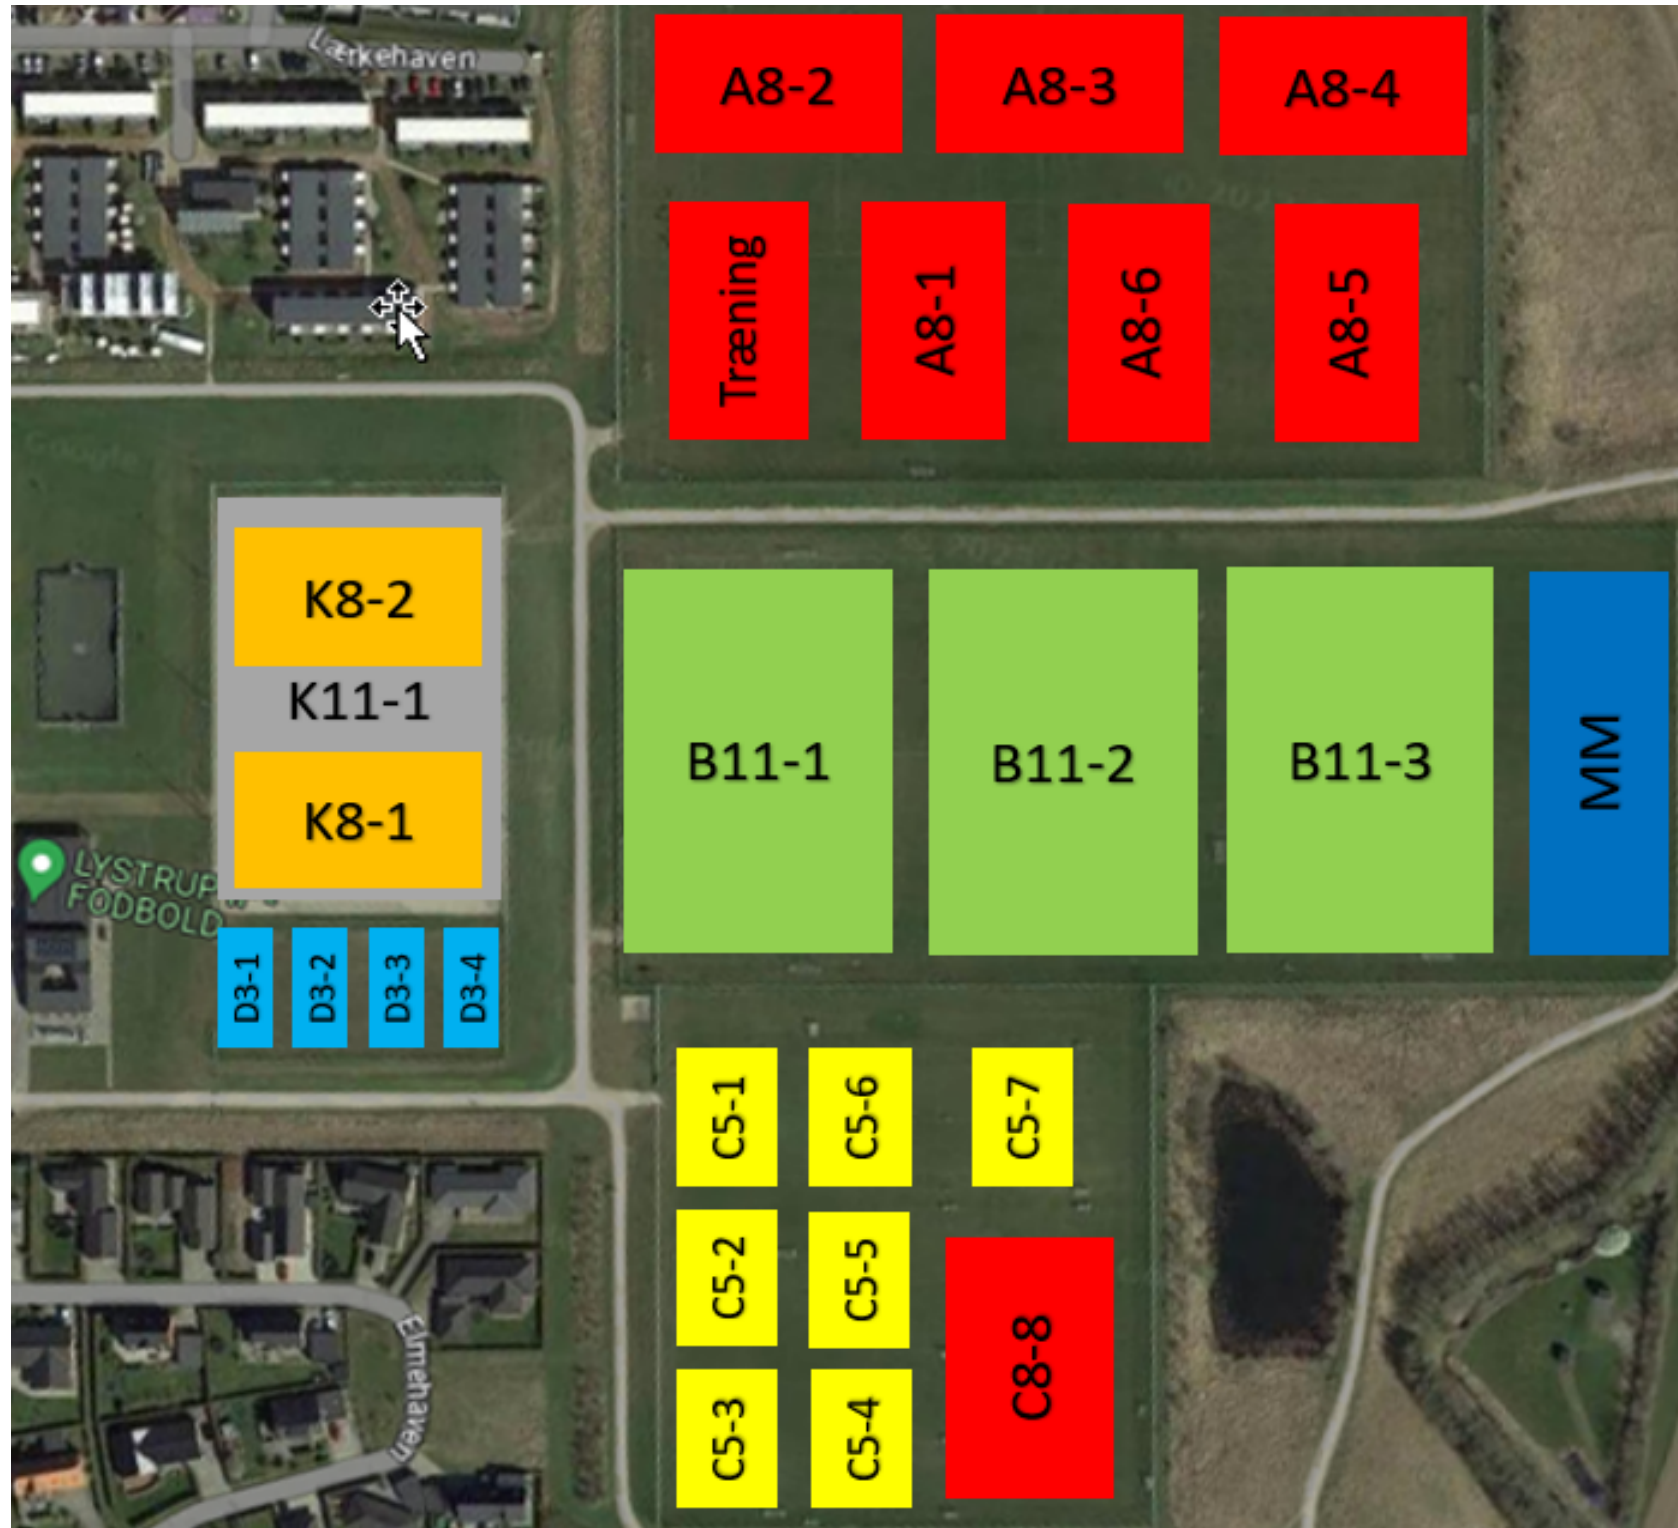 Lærkehaven
A8-2
A8-3
A8-4
Træning
A8-1
A8-6
A8-5
Google
K8-2
K11-1
K8-1
B11-1
B11-2
B11-3
MM
LYSTRUP
FODBOLD
D3-1
D3-2
D3-3
D3-4
C5-1
C5-6
C5-7
C5-2
C5-5
C8-8
C5-3
C5-4
Elmehaven